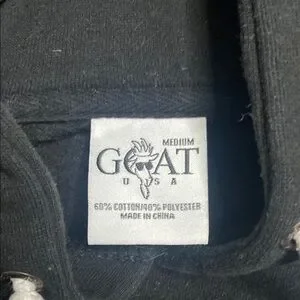 MEDIUM
GOAT
USA
60% COTTON/40% POLYESTER
MADE IN CHINA